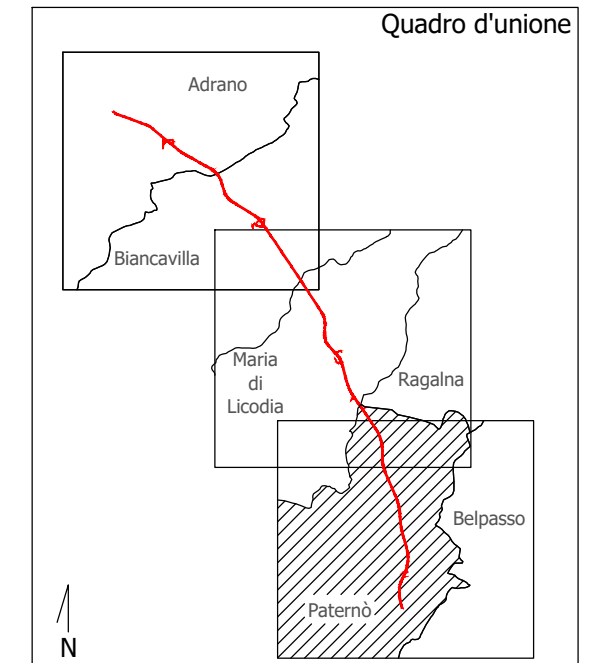 Quadro d'unione
Adrano
Biancavilla
Maria
di
Licodia
Ragalna
Belpasso
Paternò
N